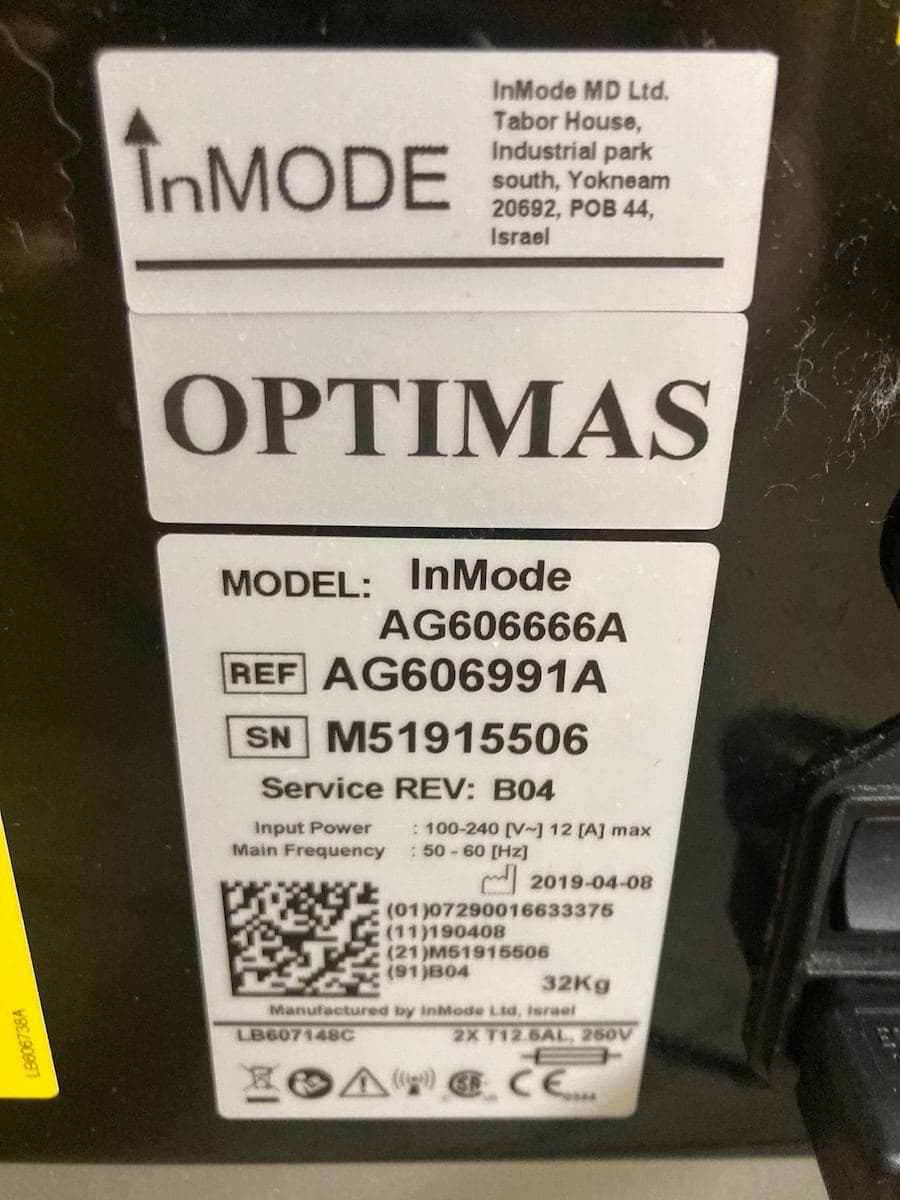 InMODE
InMode MD Ltd.
Tabor House,
Industrial park
south, Yokneam
20692, POB 44,
Israel
OPTIMAS
MODEL: InMode
AG606666A
REF AG606991A
SN M51915506
Service REV: B04
Input Power : 100-240 [V~] 12 [A] max
Main Frequency : 50 - 60 [Hz]
2019-04-08
(01)07290016633375
(11)190408
(21)M51915506
(91)B04
32Kg
Manufactured by InMode Ltd, Israel
LB607148C 2X T12.5AL, 250V
CE
LB606738A